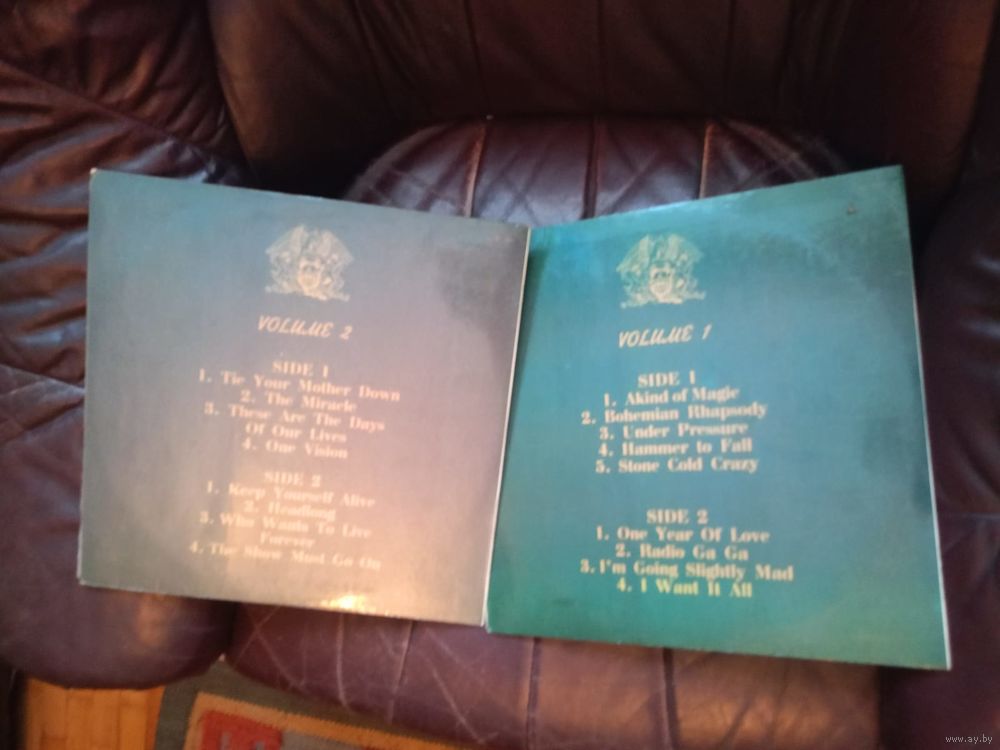 VOLUME 2
SIDE 1
1. Tie Your Mother Down
2. The Miracle
3. These Are The Days
Of Our Lives
4. One Vision
SIDE 2
1. Keep Yourself Alive
2. Headlong
3. Who Wants To Live
Forever
4. The Show Must Go On
VOLUME 1
SIDE 1
1. Akind of Magic
2. Bohemian Rhapsody
3. Under Pressure
4. Hammer to Fall
5. Stone Cold Crazy
SIDE 2
1. One Year Of Love
2. Radio Ga Ga
3. I'm Going Slightly Mad
4. I Want It All
www.ay.by